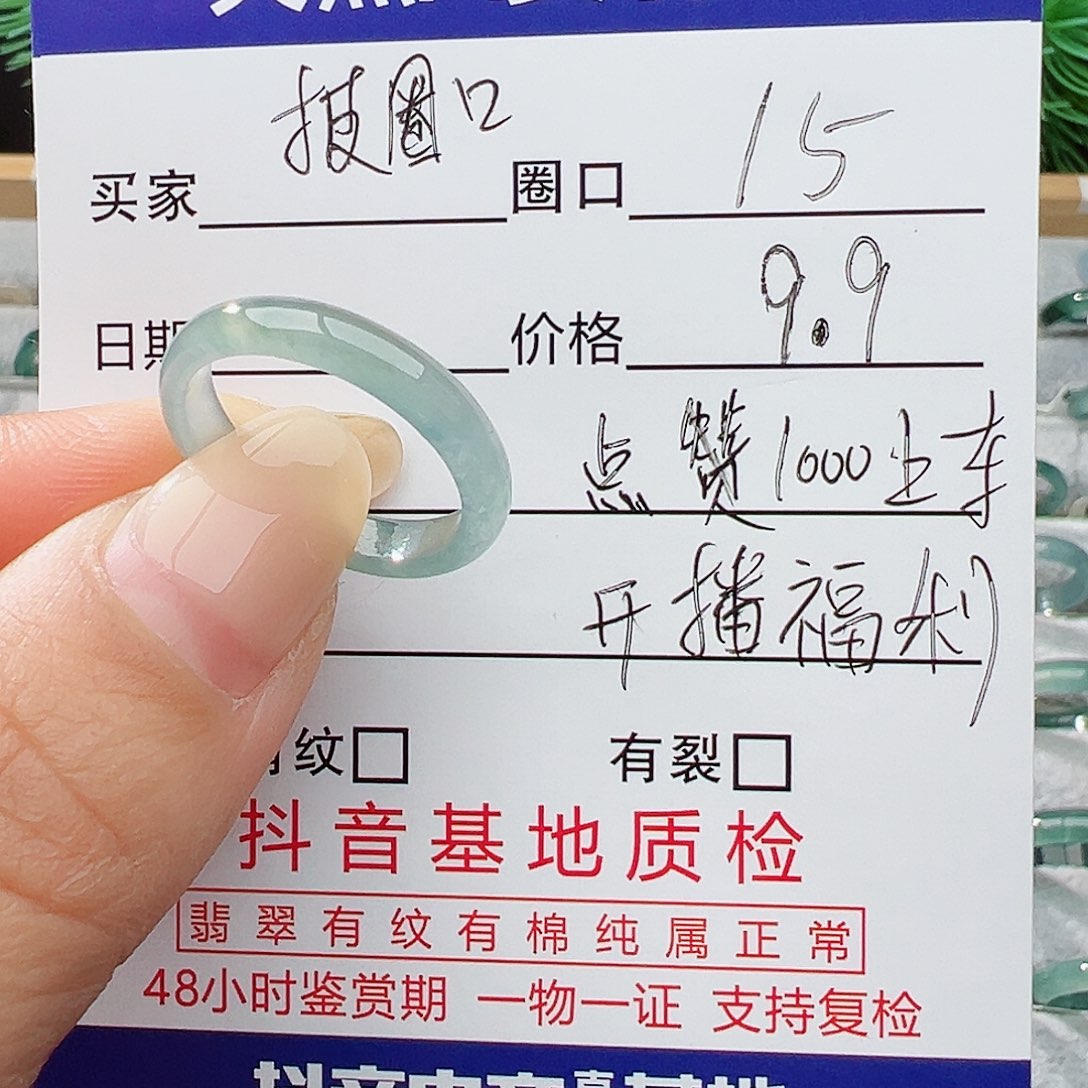 买家 报圈口 圈口 15
日期 价格 9.9
点赞1000上车
开播福利
有纹□ 有裂□
抖音基地质检
翡翠有纹有棉纯属正常
48小时鉴赏期 一物一证 支持复检